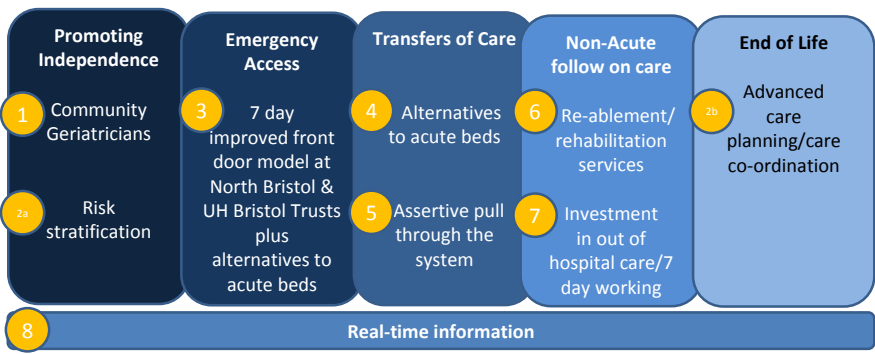 Promoting
Independence
1
Community
Geriatricians
2a
Risk
stratification
Emergency
Access
3
7 day
improved front
door model at
North Bristol &
UH Bristol Trusts
plus
alternatives to
acute beds
Transfers of Care
4
Alternatives
to acute beds
5
Assertive pull
through the
system
Non-Acute
follow on care
6
Re-ablement/
rehabilitation
services
7
Investment
in out of
hospital care/7
day working
End of Life
2b
Advanced
care
planning/care
co-ordination
8
Real-time information